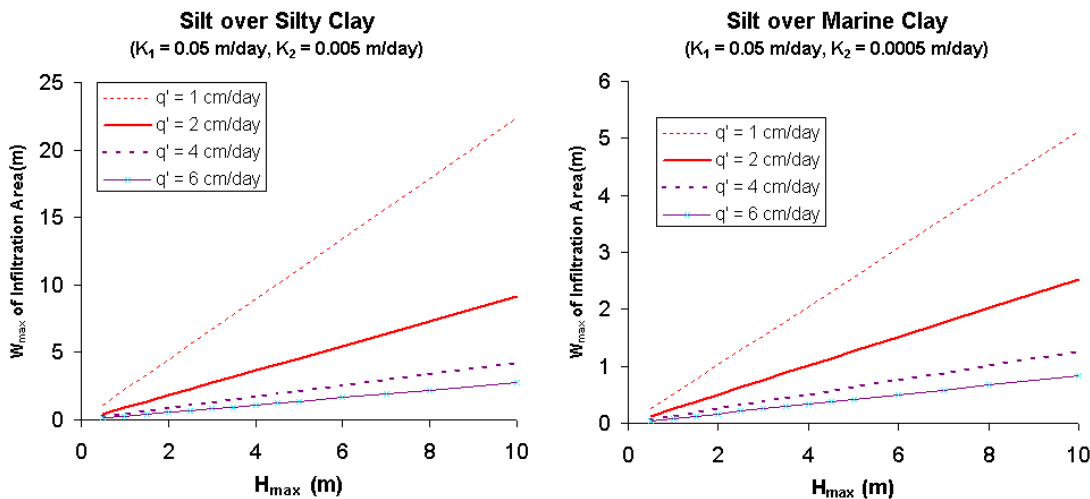 Silt over Silty Clay
(K1 = 0.05 m/day, K2 = 0.005 m/day)
25
20
15
10
5
0
Wmax of Infiltration Area(m)
q' = 1 cm/day
q' = 2 cm/day
q' = 4 cm/day
q' = 6 cm/day
0 2 4 6 8 10
Hmax (m)
Silt over Marine Clay
(K1 = 0.05 m/day, K2 = 0.0005 m/day)
6
5
4
3
2
1
0
Wmax of Infiltration Area(m)
q' = 1 cm/day
q' = 2 cm/day
q' = 4 cm/day
q' = 6 cm/day
0 2 4 6 8 10
Hmax (m)